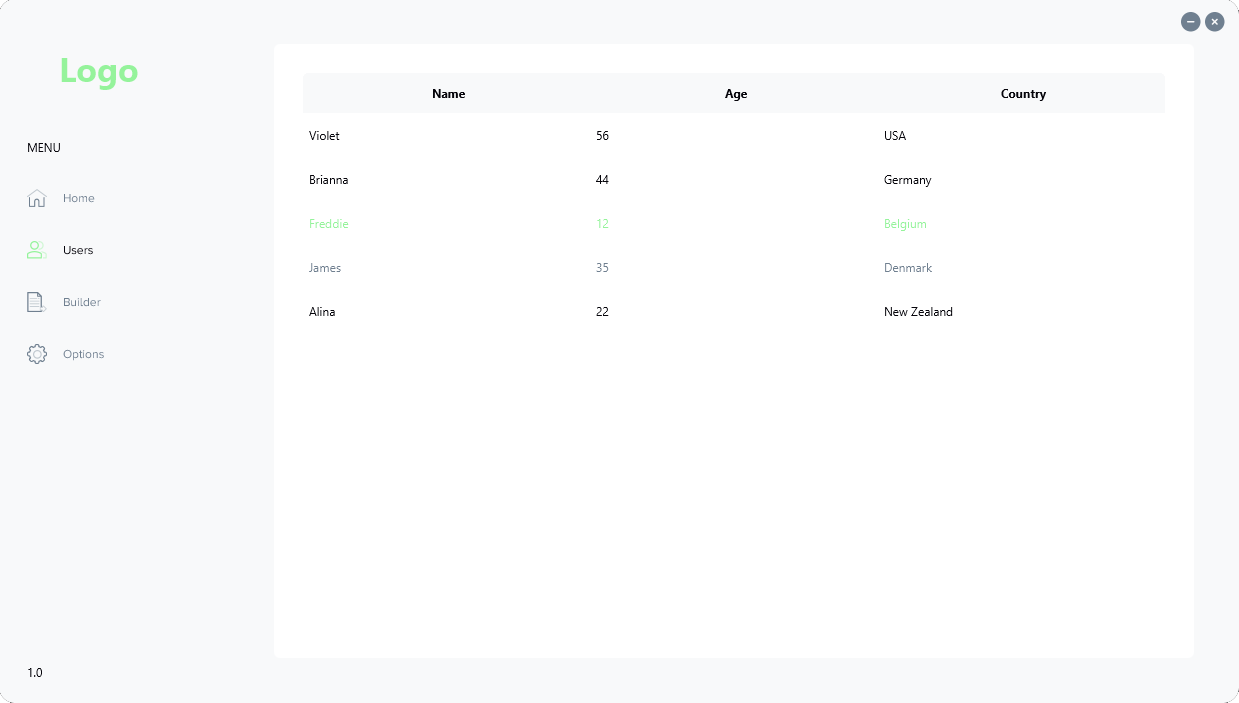 Logo
MENU
Home
Users
Builder
Options
1.0
Name Age Country
Violet 56 USA
Brianna 44 Germany
Freddie 12 Belgium
James 35 Denmark
Alina 22 New Zealand